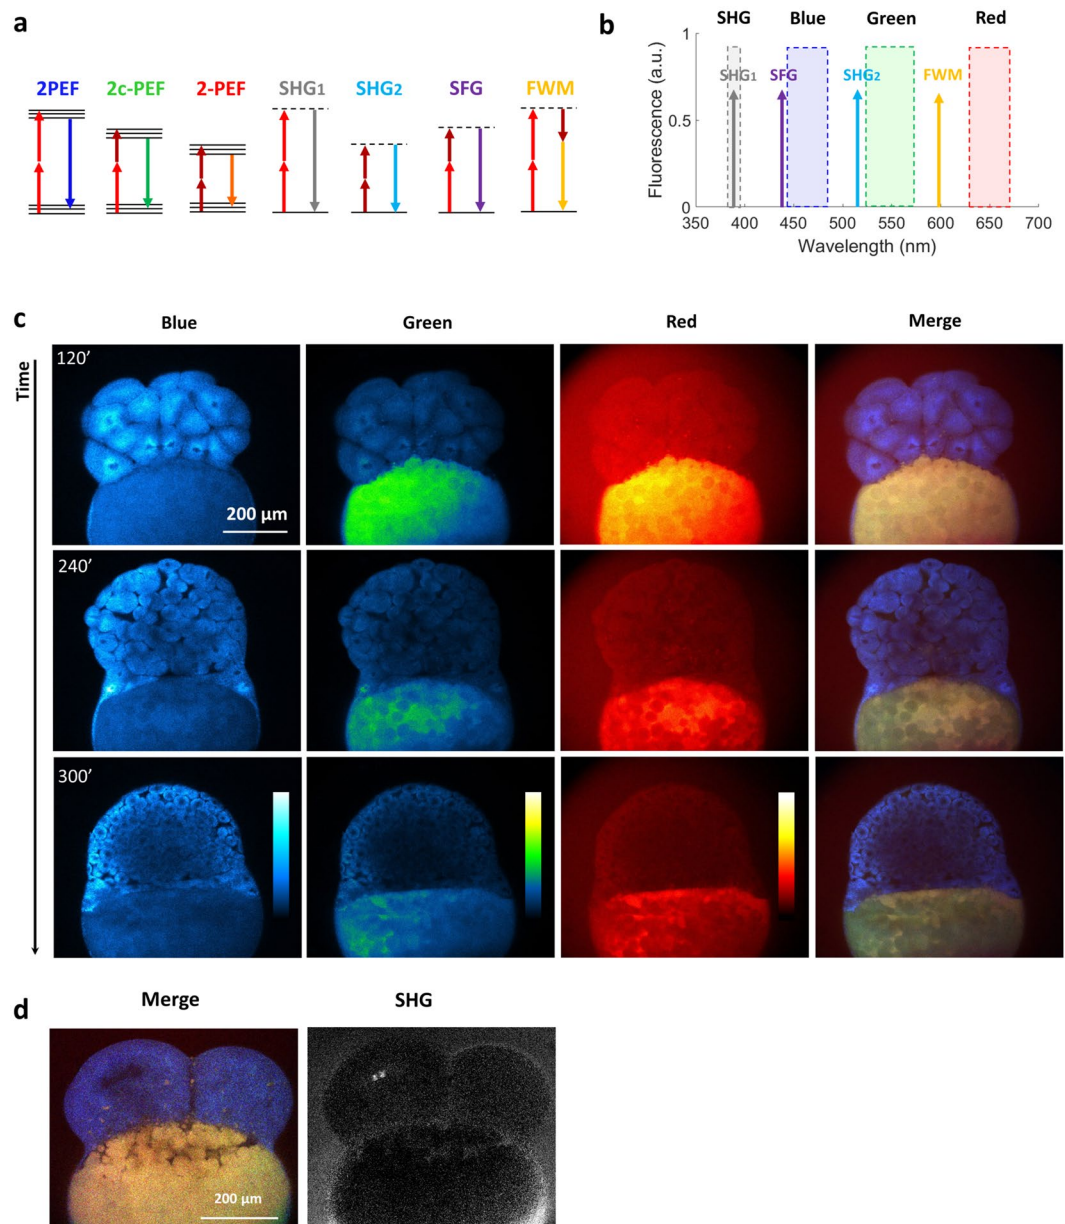 a
2PEF 2c-PEF 2-PEF SHG1 SHG2 SFG FWM
b
SHG Blue Green Red
Fluorescence (a.u.)
1
0.5
0
SHG1 SFG SHG2 FWM
350 400 450 500 550 600 650 700
Wavelength (nm)
c
Blue Green Red Merge
Time
120’
200 µm
240’
300’
d
Merge SHG
200 µm